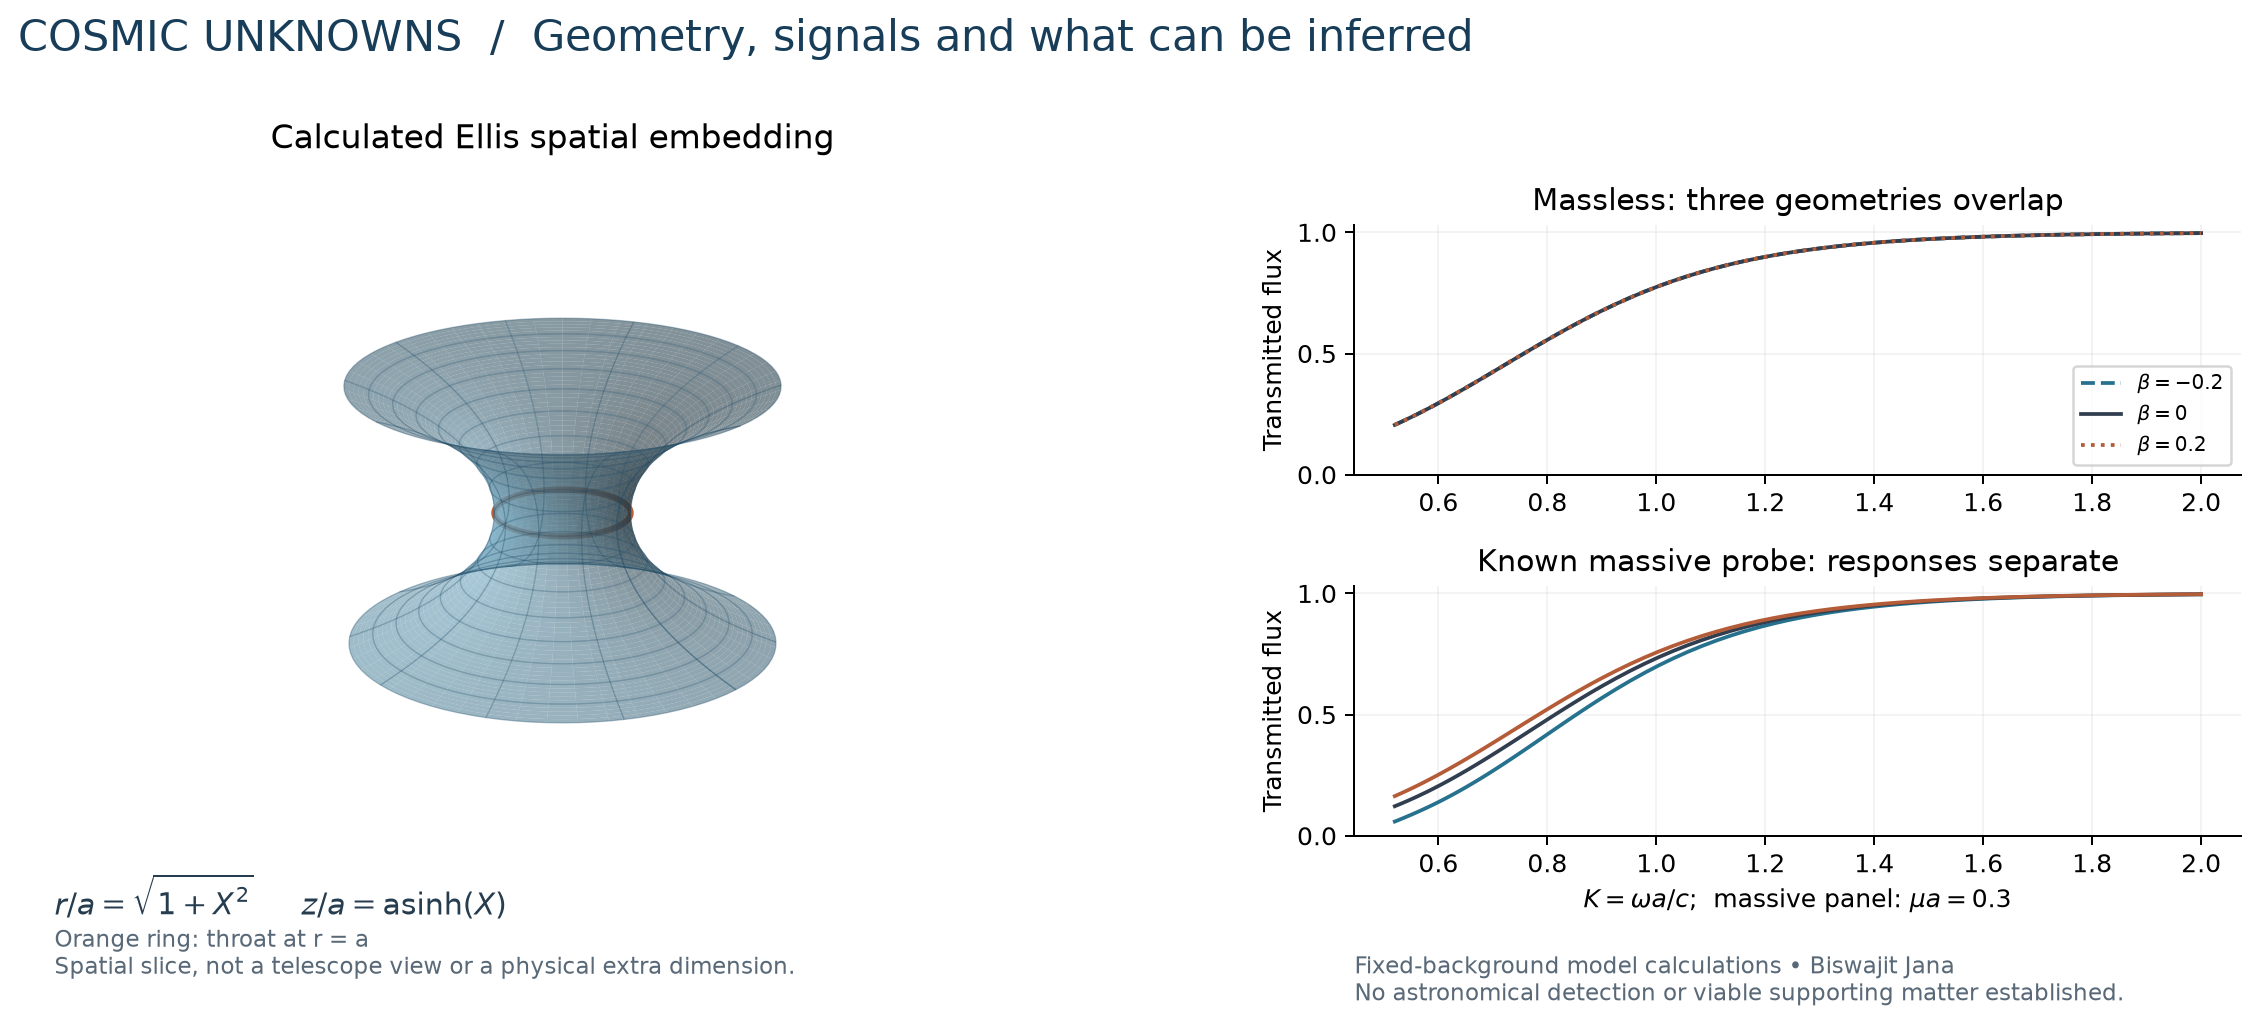 COSMIC UNKNOWNS / Geometry, signals and what can be inferred
Calculated Ellis spatial embedding
r/a = √(1 + X²)    z/a = asinh(X)
Orange ring: throat at r = a
Spatial slice, not a telescope view or a physical extra dimension.
Massless: three geometries overlap
Transmitted flux
1.0
0.5
0.0
β = −0.2
β = 0
β = 0.2
0.6 0.8 1.0 1.2 1.4 1.6 1.8 2.0
Known massive probe: responses separate
Transmitted flux
1.0
0.5
0.0
0.6 0.8 1.0 1.2 1.4 1.6 1.8 2.0
K = ωa/c;  massive panel: μa = 0.3
Fixed-background model calculations • Biswajit Jana
No astronomical detection or viable supporting matter established.